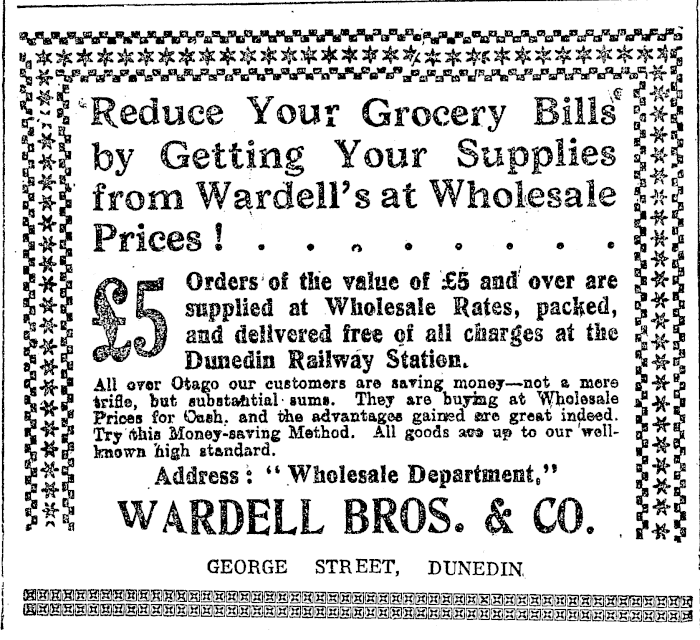 Reduce Your Grocery Bills
by Getting Your Supplies
from Wardell's at Wholesale
Prices ! . . . . . . . .
£5
Orders of the value of £5 and over are
supplied at Wholesale Rates, packed,
and delivered free of all charges at the
Dunedin Railway Station.
All over Otago our customers are saving money—not a mere
trifle, but substantial sums. They are buying at Wholesale
Prices for Cash, and the advantages gained are great indeed.
Try this Money-saving Method. All goods are up to our well-
known high standard.
Address : " Wholesale Department,"
WARDELL BROS. & CO.
GEORGE STREET, DUNEDIN.